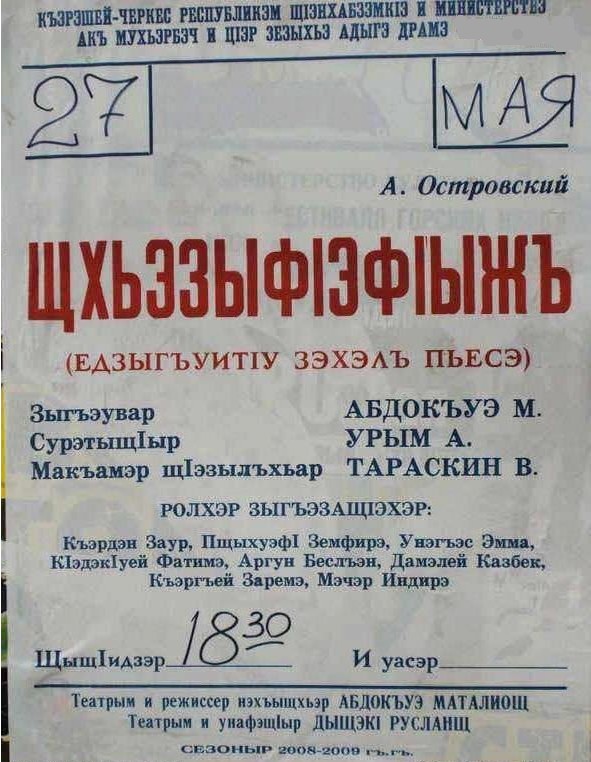 КЪЭРЭШЕЙ-ЧЕРКЕС РЕСПУБЛИКЭМ ЩIЭНХАБЗЭМКIЭ И МИНИСТЕРСТВЭ
АКЪ МУХЬЭРБЭЧ И ЦIЭР ЗЕЗЫХЬЭ АДЫГЭ ДРАМЭ
27 МАЯ
А. Островский
ЩХЬЭЗЫФIЭФIЫЖЪ
(ЕДЗЫГЪУИТIУ ЗЭХЭЛЪ ПЬЕСЭ)
Зыгъэувар АБДОКЪУЭ М.
СурэтыщIыр УРЫМ А.
Макъамэр щIэзылъхьар ТАРАСКИН В.
РОЛХЭР ЗЫГЪЭЗАЩIЭХЭР:
Къэрдэн Заур, ПщыхуэфI Земфирэ, Унэгъэс Эмма,
КIэдэкIуей Фатимэ, Аргун Беслъэн, Дамэлей Казбек,
Къэргъей Заремэ, Мэчэр Индирэ
ЩыщIидзэр 18 30 И уасэр
Театрым и режиссер нэхъыщхьэр АБДОКЪУЭ МАТАЛИОЩ
Театрым и унафэщIыр ДЫЩЭКI РУСЛАНЩ
СЕЗОНЫР 2008-2009 гъ.гъ.